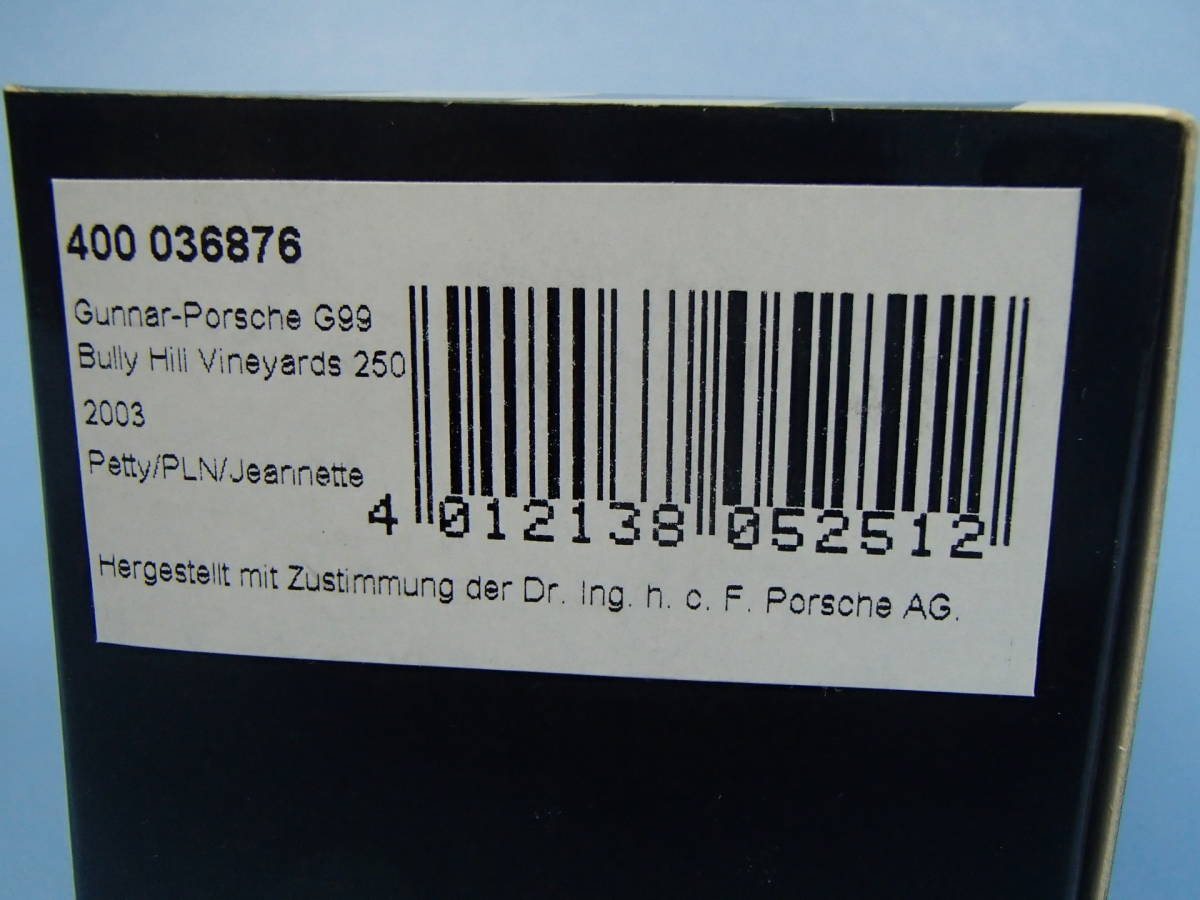 400 036876
Gunnar-Porsche G99
Bully Hill Vineyards 250
2003
Petty/PLN/Jeannette
4 012138 052512
Hergestellt mit Zustimmung der Dr. Ing. h. c. F. Porsche AG.